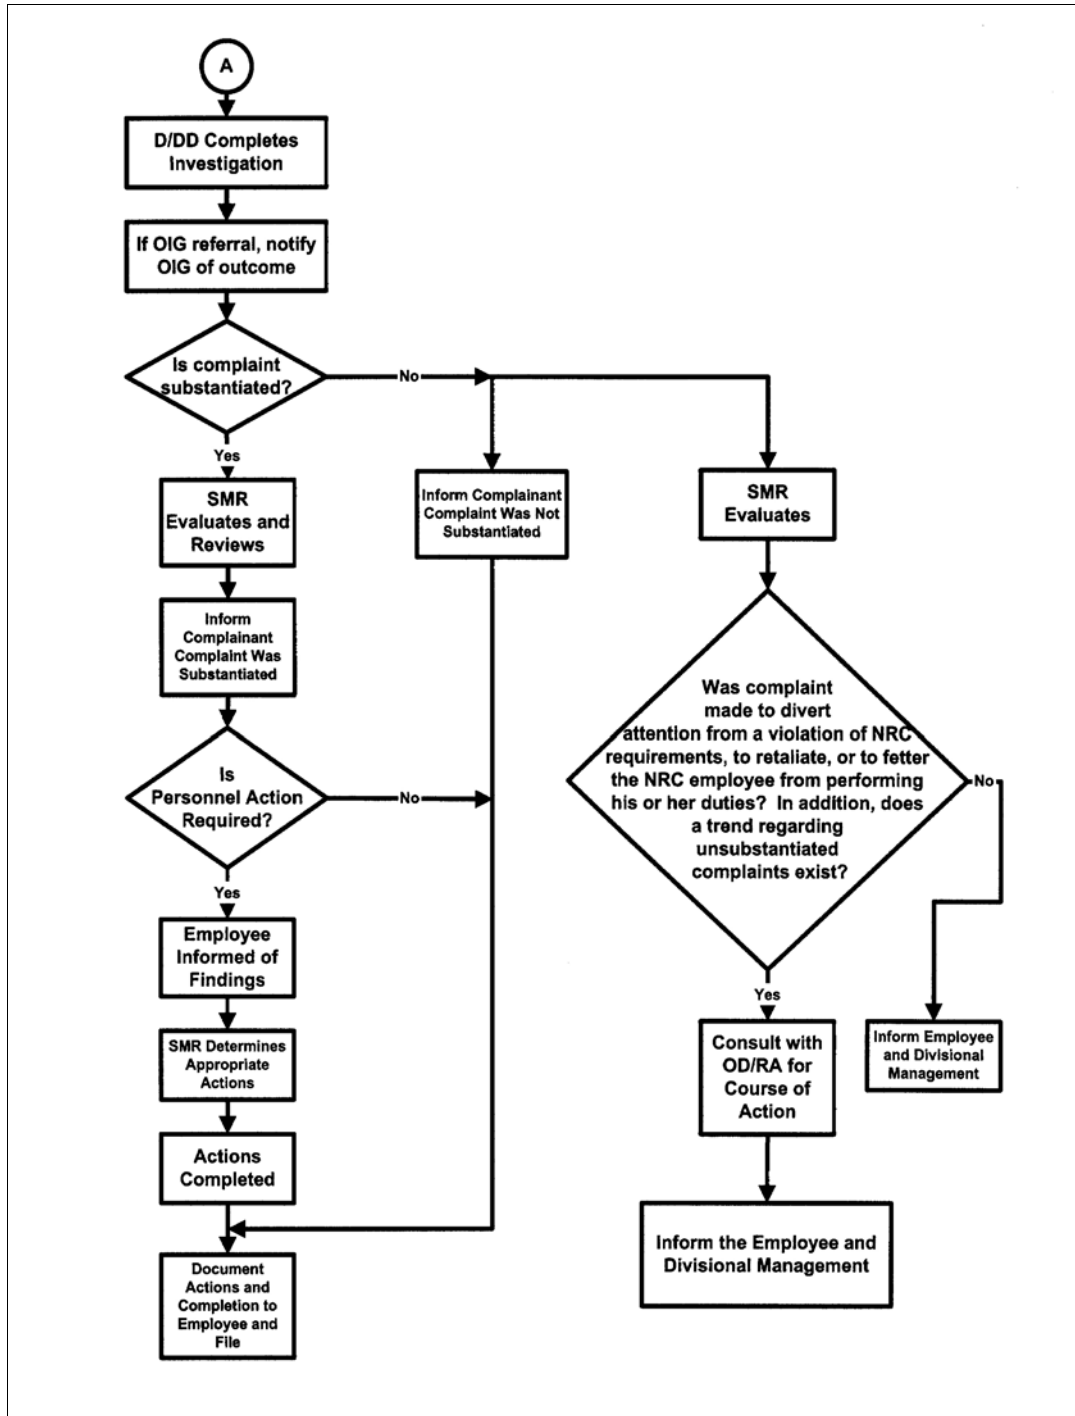 A
D/DD Completes
Investigation
If OIG referral, notify
OIG of outcome
Is complaint
substantiated?
No
Yes
SMR
Evaluates and
Reviews
Inform Complainant
Complaint Was Not
Substantiated
SMR
Evaluates
Inform
Complainant
Complaint Was
Substantiated
Is
Personnel Action
Required?
No
Was complaint
made to divert
attention from a violation of NRC
requirements, to retaliate, or to fetter
the NRC employee from performing
his or her duties? In addition, does
a trend regarding
unsubstantiated
complaints exist?
No
Yes
Employee
Informed of
Findings
Yes
SMR Determines
Appropriate
Actions
Consult with
OD/RA for
Course of
Action
Inform Employee
and Divisional
Management
Actions
Completed
Inform the Employee and
Divisional Management
Document
Actions and
Completion to
Employee and
File